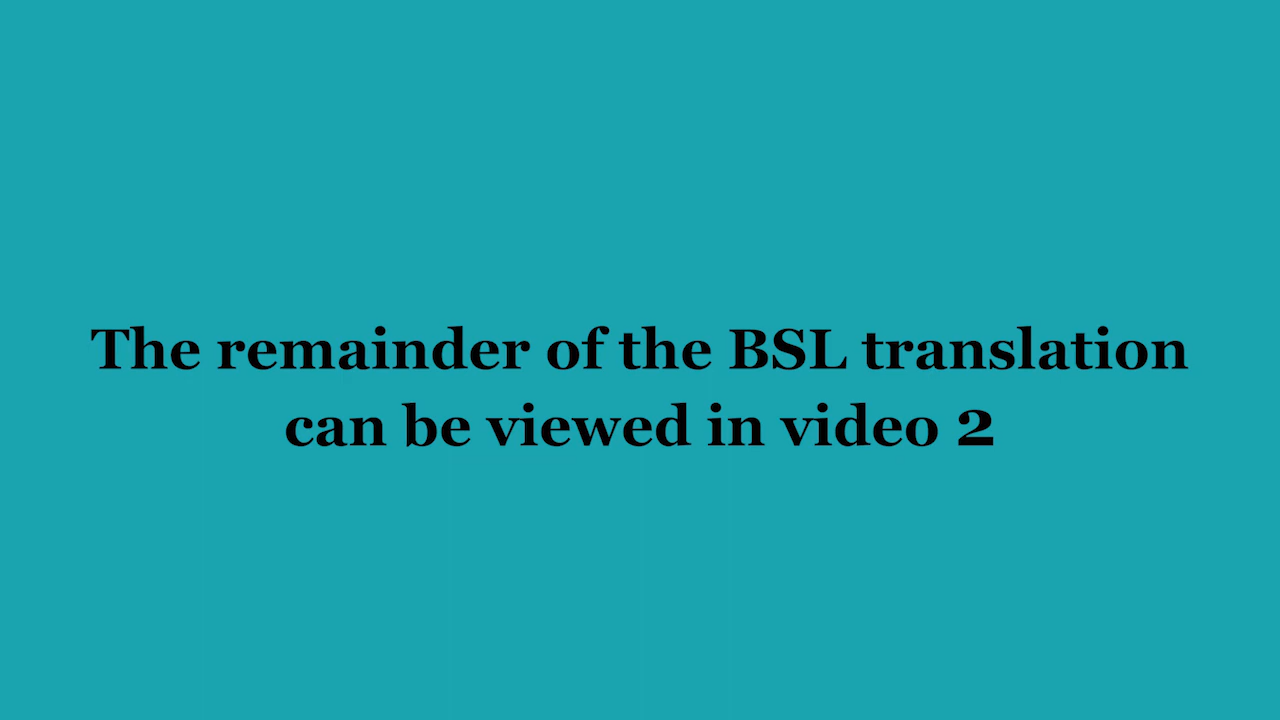 The remainder of the BSL translation
can be viewed in video 2